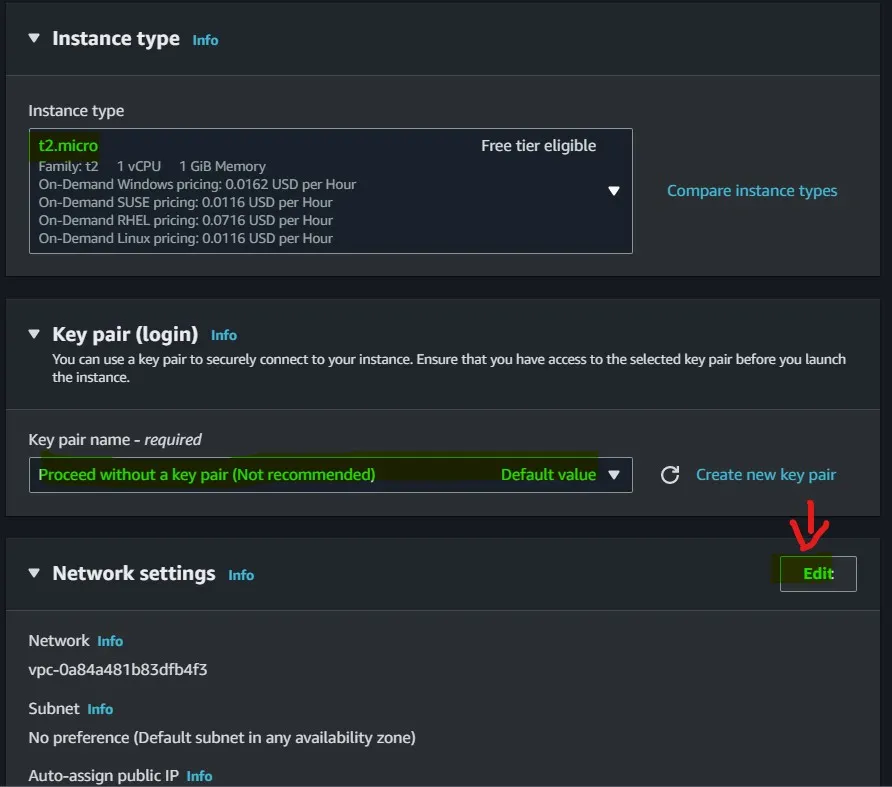 Instance type Info
Instance type
t2.micro Free tier eligible
Family: t2 1 vCPU 1 GiB Memory
On-Demand Windows pricing: 0.0162 USD per Hour
On-Demand SUSE pricing: 0.0116 USD per Hour
On-Demand RHEL pricing: 0.0716 USD per Hour
On-Demand Linux pricing: 0.0116 USD per Hour
Compare instance types
Key pair (login) Info
You can use a key pair to securely connect to your instance. Ensure that you have access to the selected key pair before you launch
the instance.
Key pair name - required
Proceed without a key pair (Not recommended) Default value
Create new key pair
Network settings Info
Edit
Network Info
vpc-0a84a481b83dfb4f3
Subnet Info
No preference (Default subnet in any availability zone)
Auto-assign public IP Info